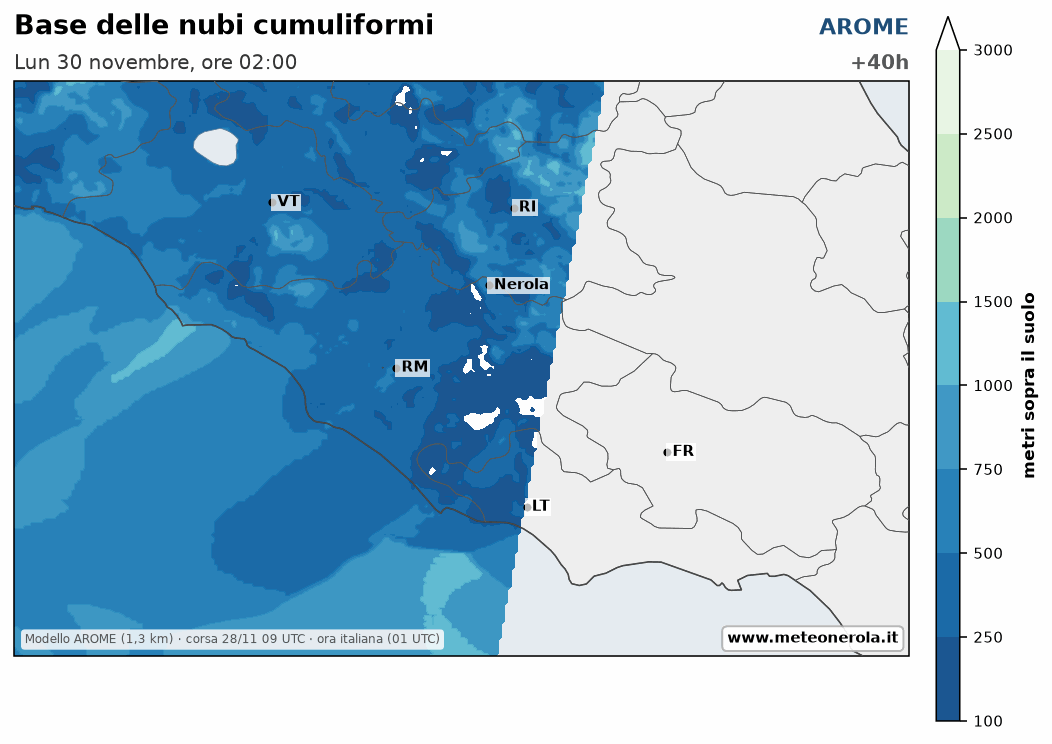 Base delle nubi cumuliformi
AROME
Lun 30 novembre, ore 02:00
+40h
VT
RI
Nerola
RM
FR
LT
Modello AROME (1,3 km) · corsa 28/11 09 UTC · ora italiana (01 UTC)
www.meteonerola.it
3000
2500
2000
1500
1000
750
500
250
100
metri sopra il suolo